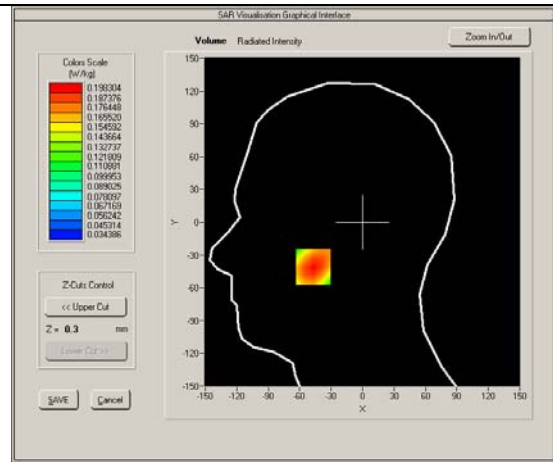 SAR Visualisation Graphical Interface
Volume Radiated Intensity
Zoom In/Out
Colors Scale
(W/kg)
0.198304
0.187376
0.176448
0.165520
0.154592
0.143664
0.132737
0.121809
0.110881
0.099953
0.089025
0.078097
0.067169
0.056242
0.045314
0.034386
Z-Cuts Control
<< Upper Cut
Z = 0.3 mm
Lower Cut >>
SAVE Cancel
150
120
90
60
30
0
-30
-60
-90
-120
-150
Y
-150 -120 -90 -60 -30 0 30 60 90 120 150
X